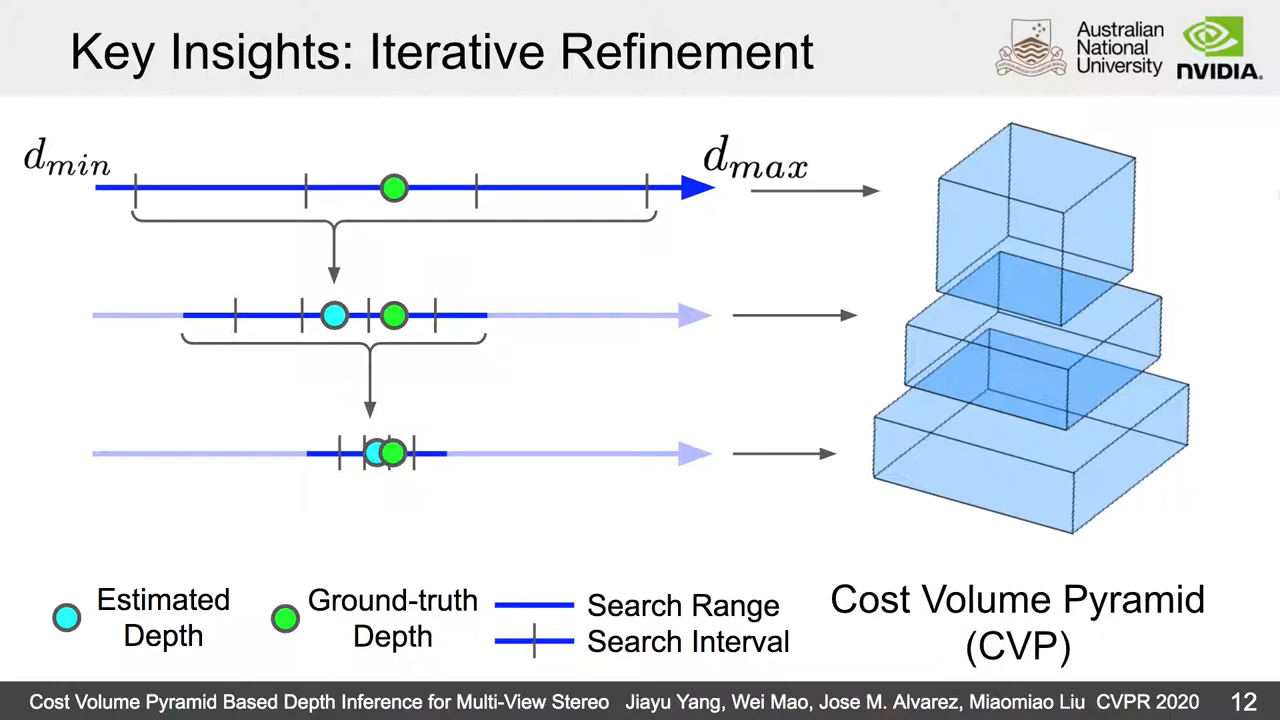 Key Insights: Iterative Refinement
Australian
National
University
NVIDIA.
d_min
d_max
Estimated
Depth
Ground-truth
Depth
Search Range
Search Interval
Cost Volume Pyramid
(CVP)
Cost Volume Pyramid Based Depth Inference for Multi-View Stereo Jiayu Yang, Wei Mao, Jose M. Alvarez, Miaomiao Liu CVPR 2020 12